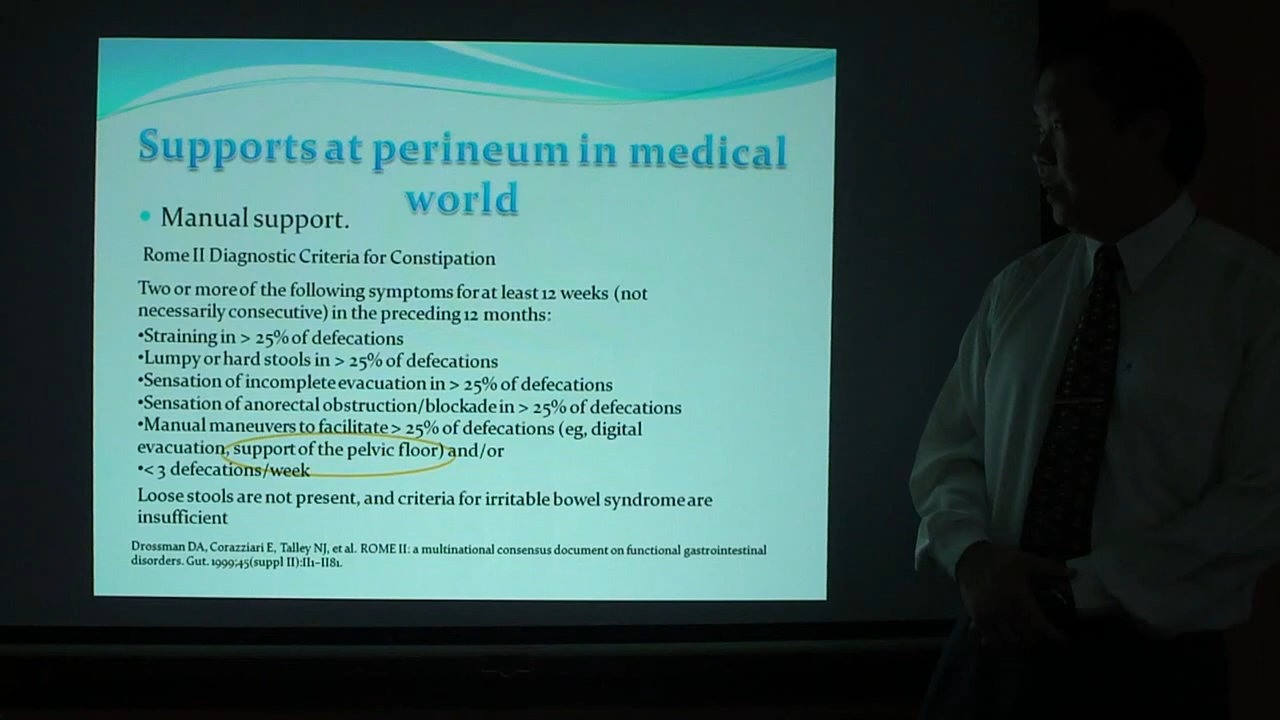 Supports at perineum in medical
world
• Manual support.
Rome II Diagnostic Criteria for Constipation
Two or more of the following symptoms for at least 12 weeks (not
necessarily consecutive) in the preceding 12 months:
•Straining in > 25% of defecations
•Lumpy or hard stools in > 25% of defecations
•Sensation of incomplete evacuation in > 25% of defecations
•Sensation of anorectal obstruction/blockade in > 25% of defecations
•Manual maneuvers to facilitate > 25% of defecations (eg, digital
evacuation, support of the pelvic floor) and/or
•< 3 defecations/week
Loose stools are not present, and criteria for irritable bowel syndrome are
insufficient
Drossman DA, Corazziari E, Talley NJ, et al. ROME II: a multinational consensus document on functional gastrointestinal
disorders. Gut. 1999;45(suppl II):II1-II81.